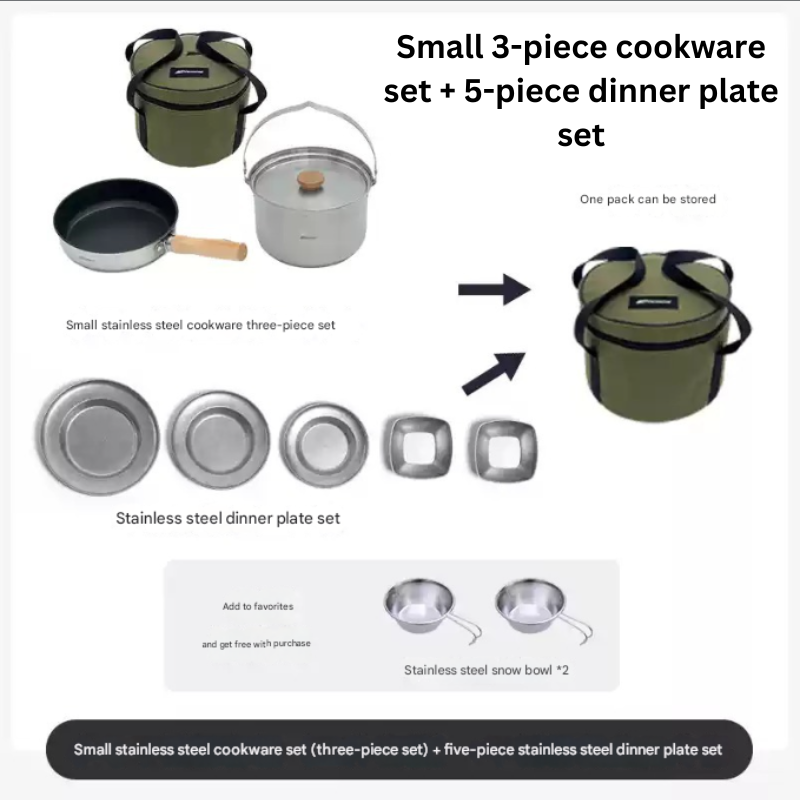 Small 3-piece cookware
set + 5-piece dinner plate
set
One pack can be stored
Small stainless steel cookware three-piece set
Stainless steel dinner plate set
Add to favorites
and get free with purchase
Stainless steel snow bowl *2
Small stainless steel cookware set (three-piece set) + five-piece stainless steel dinner plate set